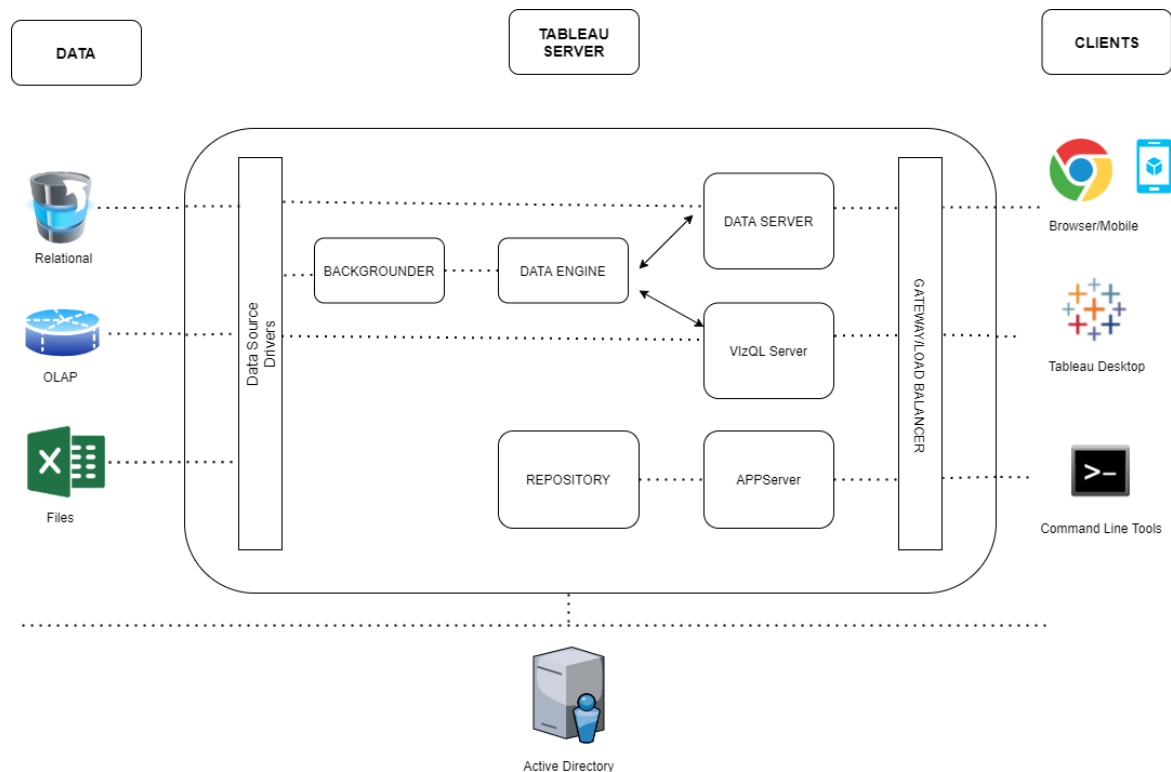 DATA
TABLEAU
SERVER
CLIENTS
Relational
OLAP
Files
Data Source
Drivers
BACKGROUNDER
DATA ENGINE
DATA SERVER
VIzQL Server
REPOSITORY
APPServer
GATEWAY/LOAD BALANCER
Browser/Mobile
Tableau Desktop
>_
Command Line Tools
Active Directory